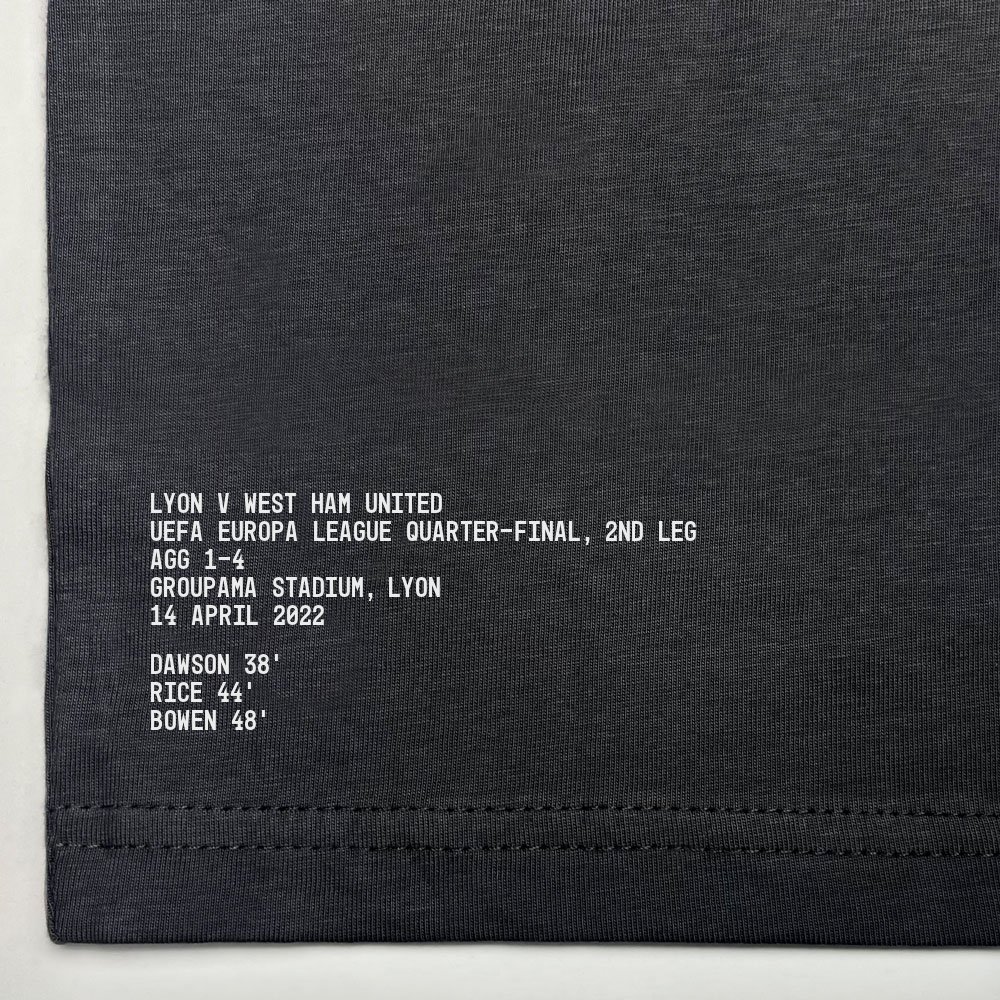 LYON V WEST HAM UNITED
UEFA EUROPA LEAGUE QUARTER-FINAL, 2ND LEG
AGG 1-4
GROUPAMA STADIUM, LYON
14 APRIL 2022
DAWSON 38'
RICE 44'
BOWEN 48'